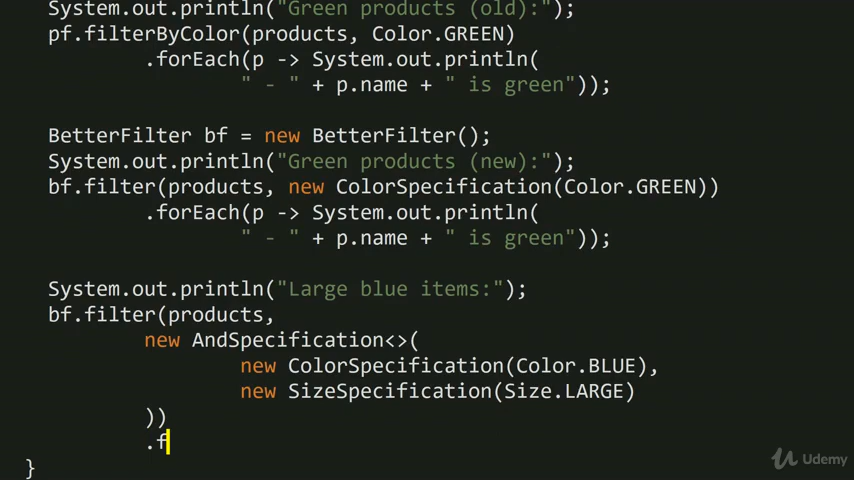 System.out.println("Green products (old):");
pf.filterByColor(products, Color.GREEN)
.forEach(p -> System.out.println(
" - " + p.name + " is green"));
BetterFilter bf = new BetterFilter();
System.out.println("Green products (new):");
bf.filter(products, new ColorSpecification(Color.GREEN))
.forEach(p -> System.out.println(
" - " + p.name + " is green"));
System.out.println("Large blue items:");
bf.filter(products,
new AndSpecification<>(
new ColorSpecification(Color.BLUE),
new SizeSpecification(Size.LARGE)
))
.f
}
Udemy